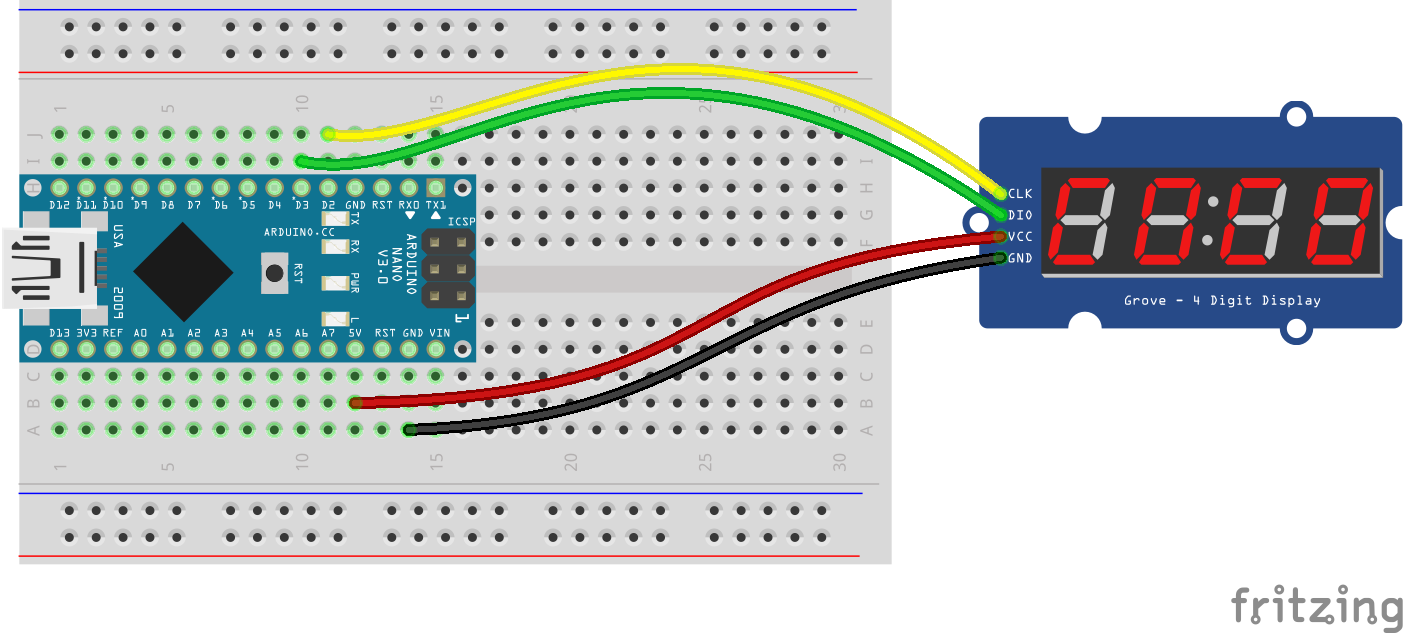 1 5 10 15 25 3
J J
I I
H H
G G
F
D12 D11 D10 D9 D8 D7 D6 D5 D4 D3 D2 GND RST RX0 TX1
TX
RX
PWR
L
USA
2009
ARDUINO.CC
RST
ICSP
ARDUINO
NANO
V3.0
1
D13 3V3 REF A0 A1 A2 A3 A4 A5 A6 A7 5V RST GND VIN
E
D D
C C
B B
A A
1 5 10 15 20 25 30
CLK
DIO
VCC
GND
Grove - 4 Digit Display
fritzing